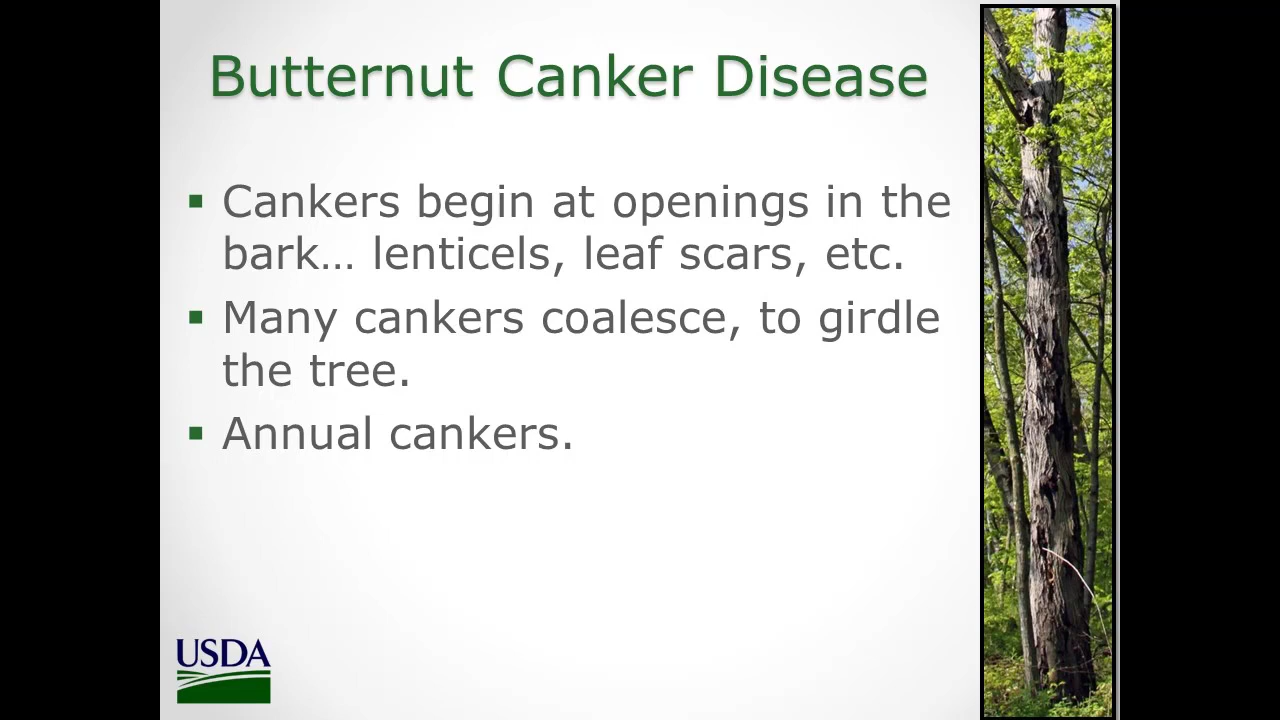 Butternut Canker Disease
Cankers begin at openings in the
bark… lenticels, leaf scars, etc.
Many cankers coalesce, to girdle
the tree.
Annual cankers.
USDA